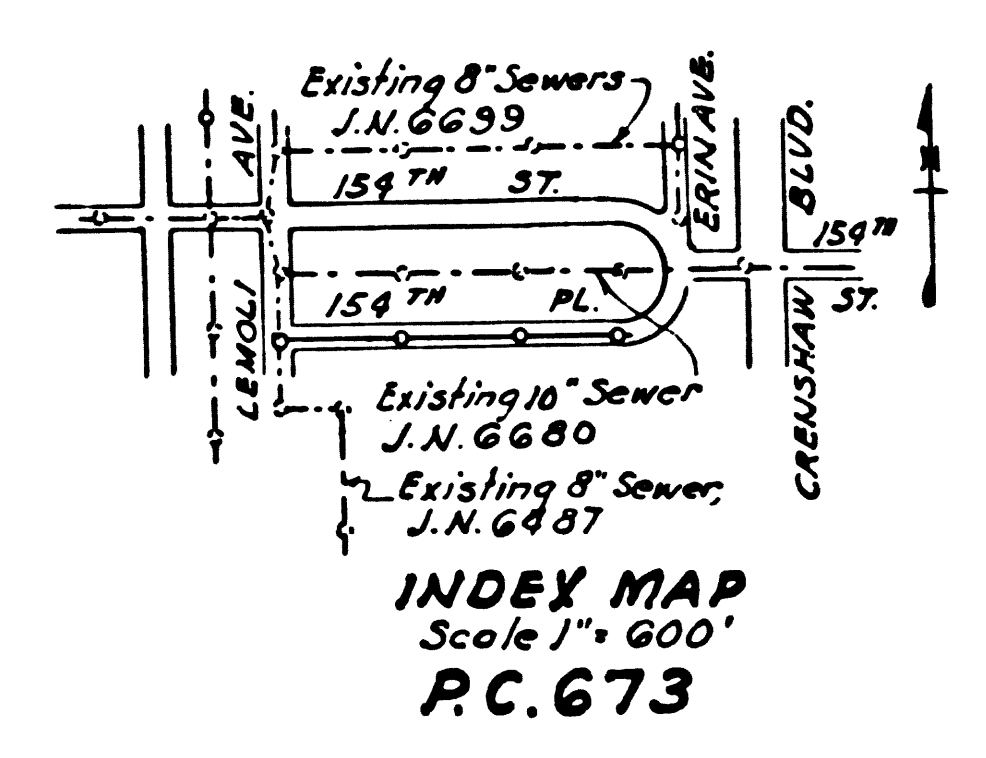 Existing 8" Sewers
J.N. 6699
154TH ST.
LEMOLI AVE.
ERIN AVE.
CRENSHAW BLVD.
N
154TH ST.
154TH PL.
Existing 10" Sewer
J.N. 6680
Existing 8" Sewer,
J.N. 6487
INDEX MAP
Scale 1" = 600'
P.C. 673